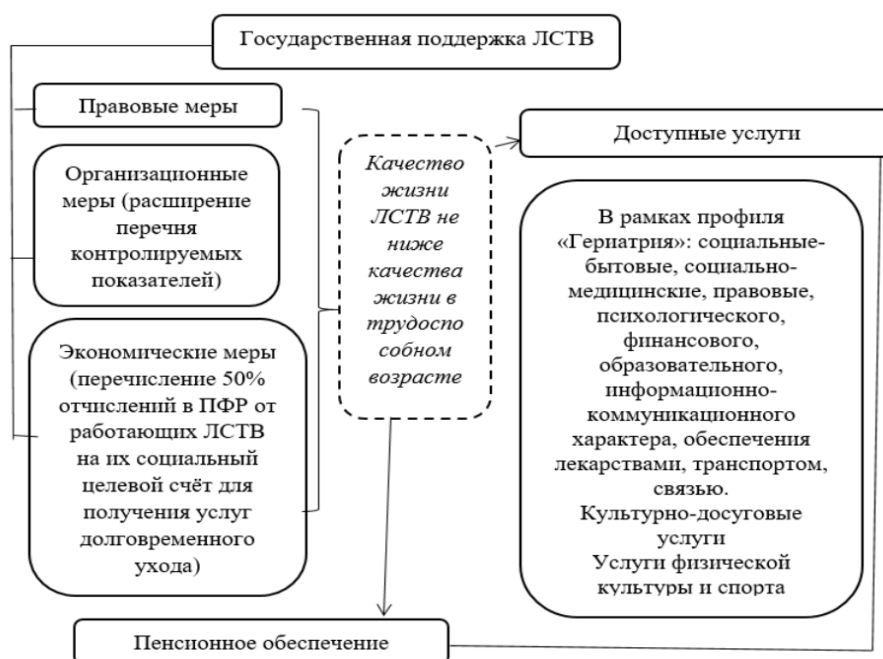 Государственная поддержка ЛСТВ
Правовые меры
Организационные
меры (расширение
перечня
контролируемых
показателей)
Экономические меры
(перечисление 50%
отчислений в ПФР от
работающих ЛСТВ
на их социальный
целевой счёт для
получения услуг
долговременного
ухода)
Качество
жизни
ЛСТВ не
ниже
качества
жизни в
трудоспо
собном
возрасте
Доступные услуги
В рамках профиля
«Гериатрия»: социальные-
бытовые, социально-
медицинские, правовые,
психологического,
финансового,
образовательного,
информационно-
коммуникационного
характера, обеспечения
лекарствами, транспортом,
связью.
Культурно-досуговые
услуги
Услуги физической
культуры и спорта
Пенсионное обеспечение